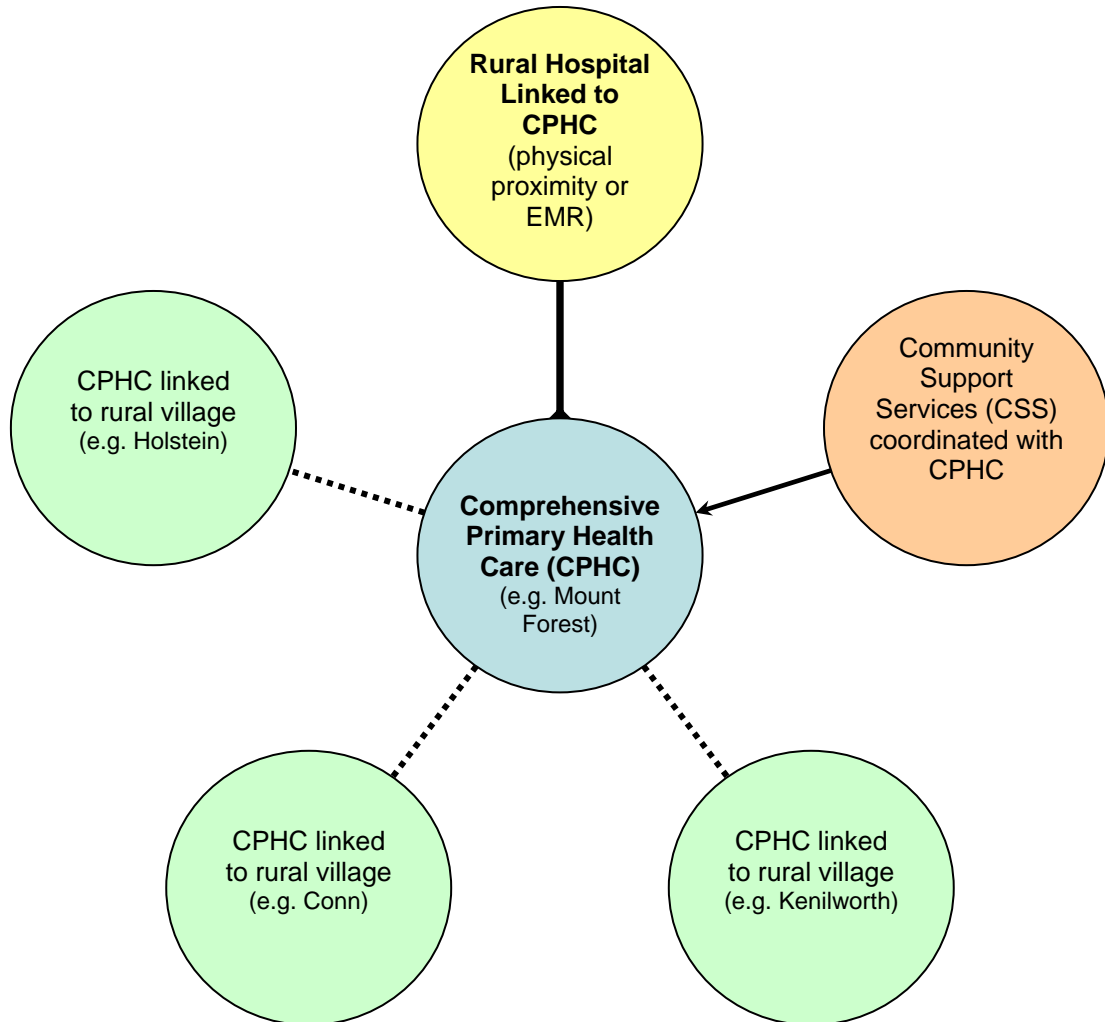 Rural Hospital
Linked to
CPHC
(physical
proximity or
EMR)
CPHC linked
to rural village
(e.g. Holstein)
Community
Support
Services (CSS)
coordinated with
CPHC
Comprehensive
Primary Health
Care (CPHC)
(e.g. Mount
Forest)
CPHC linked
to rural village
(e.g. Conn)
CPHC linked
to rural village
(e.g. Kenilworth)